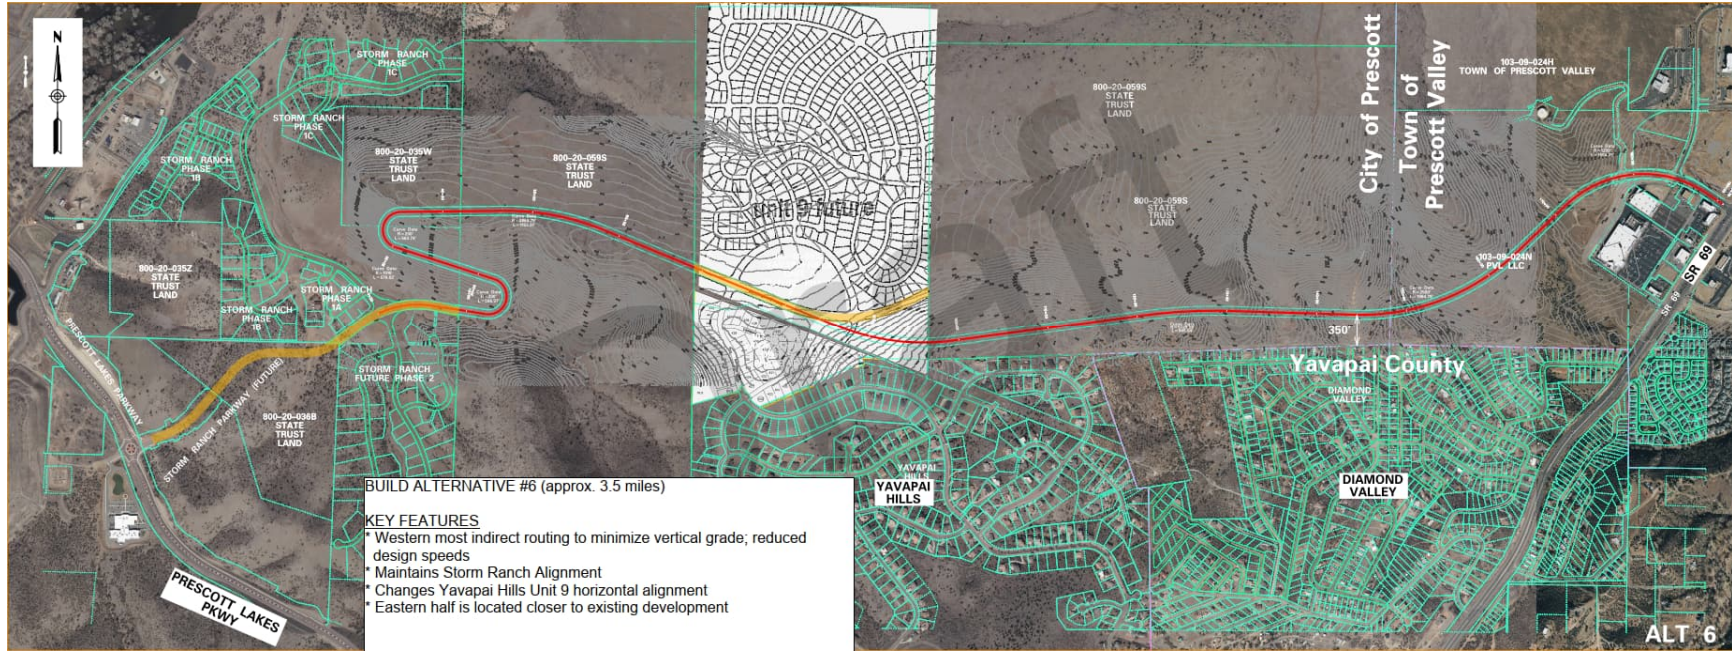 N
STORM RANCH
PHASE
1C
STORM RANCH
PHASE
1C
STORM RANCH
PHASE
1B
800-20-035W
STATE
TRUST
LAND
800-20-059S
STATE
TRUST
LAND
unit 9 future
800-20-059S
STATE
TRUST
LAND
800-20-059S
STATE
TRUST
LAND
City of Prescott
Town of
Prescott Valley
103-09-024H
TOWN OF PRESCOTT VALLEY
103-09-024N
PVL LLC
SR 69
SR 69
800-20-035Z
STATE
TRUST
LAND
STORM RANCH
PHASE
1B
STORM RANCH
PHASE
1A
STORM RANCH
FUTURE PHASE 2
PRESCOTT LAKES PARKWAY
STORM RANCH PARKWAY (FUTURE)
800-20-036B
STATE
TRUST
LAND
350'
Yavapai County
DIAMOND
VALLEY
DIAMOND
VALLEY
YAVAPAI
HILLS
YAVAPAI
HILLS
PRESCOTT LAKES
PKWY
BUILD ALTERNATIVE #6 (approx. 3.5 miles)
KEY FEATURES
* Western most indirect routing to minimize vertical grade; reduced
design speeds
* Maintains Storm Ranch Alignment
* Changes Yavapai Hills Unit 9 horizontal alignment
* Eastern half is located closer to existing development
ALT 6